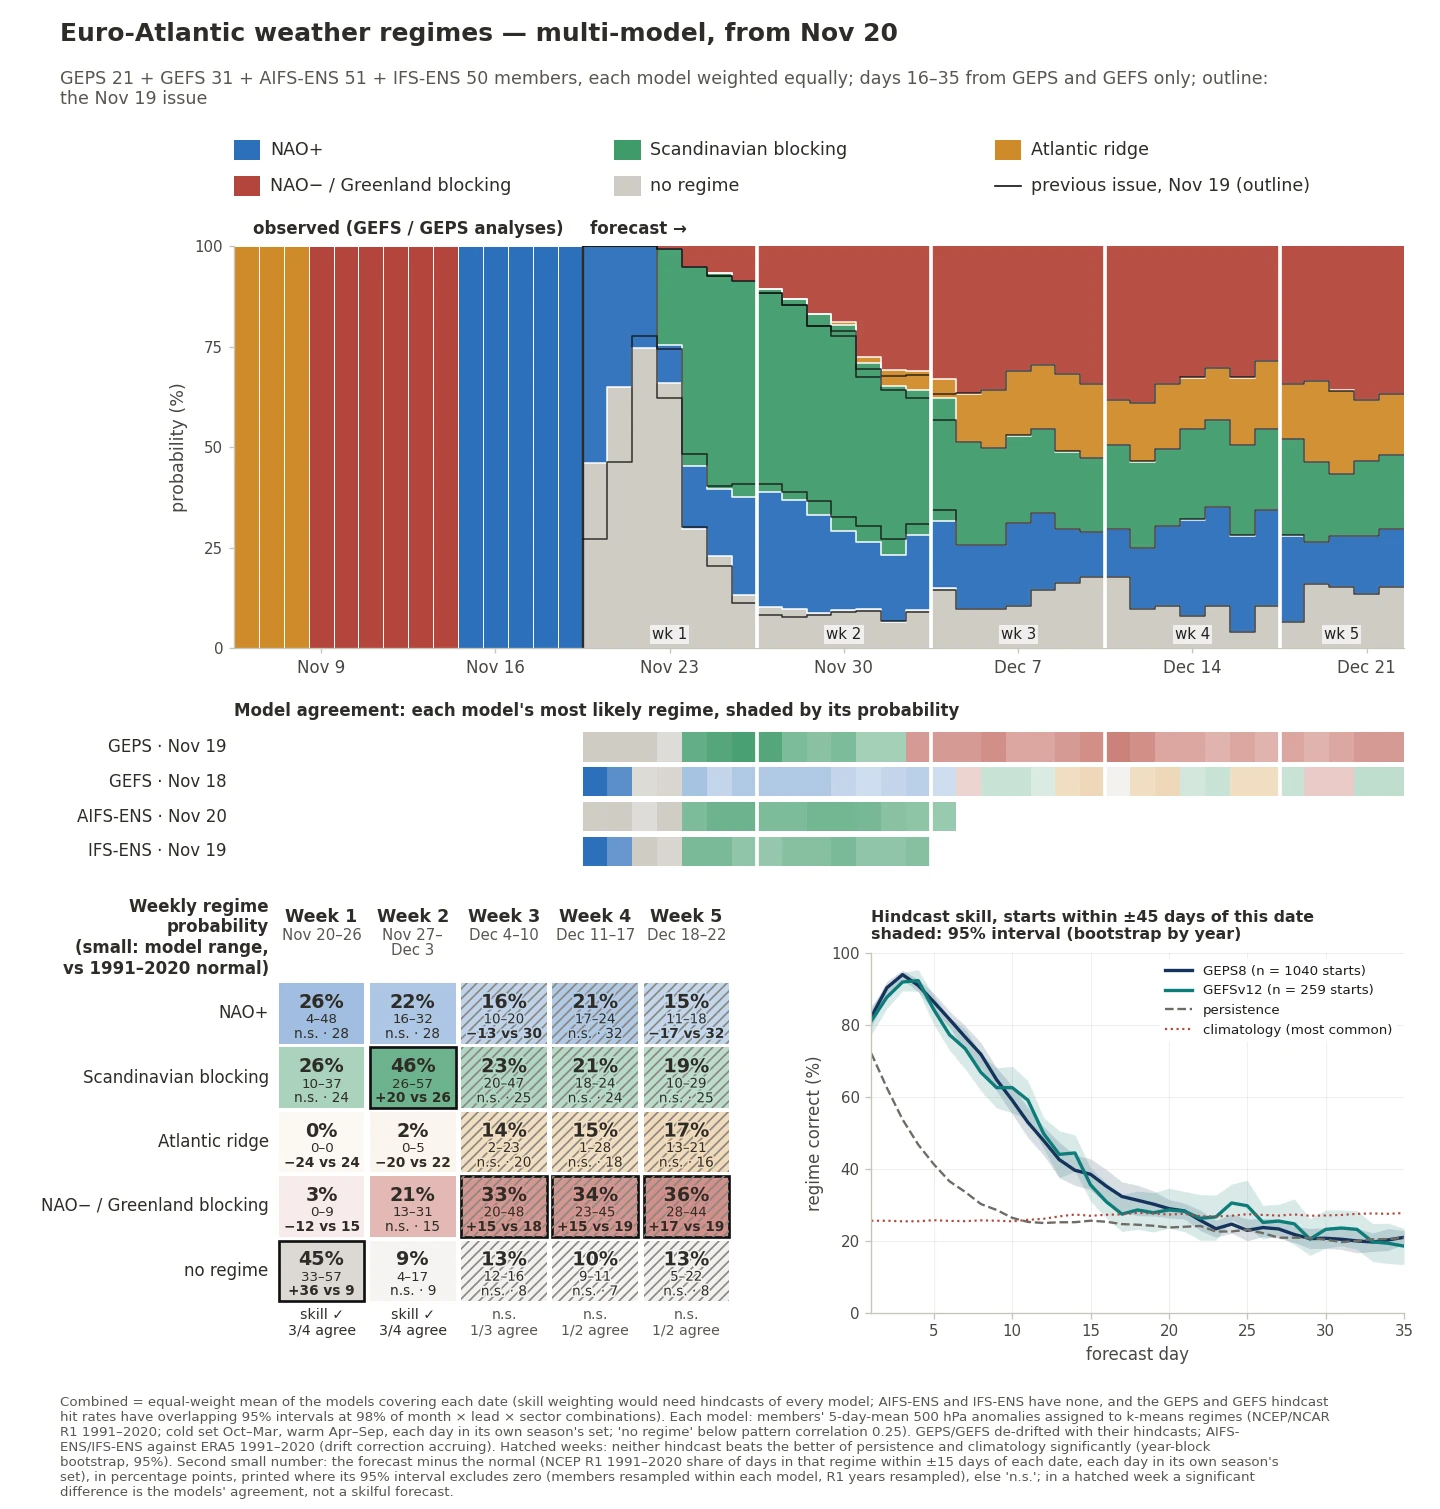 Euro-Atlantic weather regimes — multi-model, from Nov 20
GEPS 21 + GEFS 31 + AIFS-ENS 51 + IFS-ENS 50 members, each model weighted equally; days 16–35 from GEPS and GEFS only; outline:
the Nov 19 issue
NAO+
Scandinavian blocking
Atlantic ridge
NAO− / Greenland blocking
no regime
previous issue, Nov 19 (outline)
observed (GEFS / GEPS analyses)
forecast →
100
75
50
25
0
probability (%)
wk 1
wk 2
wk 3
wk 4
wk 5
Nov 9
Nov 16
Nov 23
Nov 30
Dec 7
Dec 14
Dec 21
Model agreement: each model's most likely regime, shaded by its probability
GEPS · Nov 19
GEFS · Nov 18
AIFS-ENS · Nov 20
IFS-ENS · Nov 19
Weekly regime
probability
(small: model range,
vs 1991–2020 normal)
Week 1
Nov 20–26
Week 2
Nov 27–
Dec 3
Week 3
Dec 4–10
Week 4
Dec 11–17
Week 5
Dec 18–22
NAO+
26%
4–48
n.s. · 28
22%
16–32
n.s. · 28
16%
10–20
−13 vs 30
21%
17–24
n.s. · 32
15%
11–18
−17 vs 32
Scandinavian blocking
26%
10–37
n.s. · 24
46%
26–57
+20 vs 26
23%
20–47
n.s. · 25
21%
18–24
n.s. · 24
19%
10–29
n.s. · 25
Atlantic ridge
0%
0–0
−24 vs 24
2%
0–5
−20 vs 22
14%
2–23
n.s. · 20
15%
1–28
n.s. · 18
17%
13–21
n.s. · 16
NAO− / Greenland blocking
3%
0–9
−12 vs 15
21%
13–31
n.s. · 15
33%
20–48
+15 vs 18
34%
23–45
+15 vs 19
36%
28–44
+17 vs 19
no regime
45%
33–57
+36 vs 9
9%
4–17
n.s. · 9
13%
12–16
n.s. · 8
10%
9–11
n.s. · 7
13%
5–22
n.s. · 8
skill ✓
3/4 agree
skill ✓
3/4 agree
n.s.
1/3 agree
n.s.
1/2 agree
n.s.
1/2 agree
Hindcast skill, starts within ±45 days of this date
shaded: 95% interval (bootstrap by year)
GEPS8 (n = 1040 starts)
GEFSv12 (n = 259 starts)
persistence
climatology (most common)
100
80
60
40
20
0
regime correct (%)
5
10
15
20
25
30
35
forecast day
Combined = equal-weight mean of the models covering each date (skill weighting would need hindcasts of every model; AIFS-ENS and IFS-ENS have none, and the GEPS and GEFS hindcast
hit rates have overlapping 95% intervals at 98% of month × lead × sector combinations). Each model: members' 5-day-mean 500 hPa anomalies assigned to k-means regimes (NCEP/NCAR
R1 1991–2020; cold set Oct–Mar, warm Apr–Sep, each day in its own season's set; 'no regime' below pattern correlation 0.25). GEPS/GEFS de-drifted with their hindcasts; AIFS-
ENS/IFS-ENS against ERA5 1991–2020 (drift correction accruing). Hatched weeks: neither hindcast beats the better of persistence and climatology significantly (year-block
bootstrap, 95%). Second small number: the forecast minus the normal (NCEP R1 1991–2020 share of days in that regime within ±15 days of each date, each day in its own season's
set), in percentage points, printed where its 95% interval excludes zero (members resampled within each model, R1 years resampled), else 'n.s.'; in a hatched week a significant
difference is the models' agreement, not a skilful forecast.